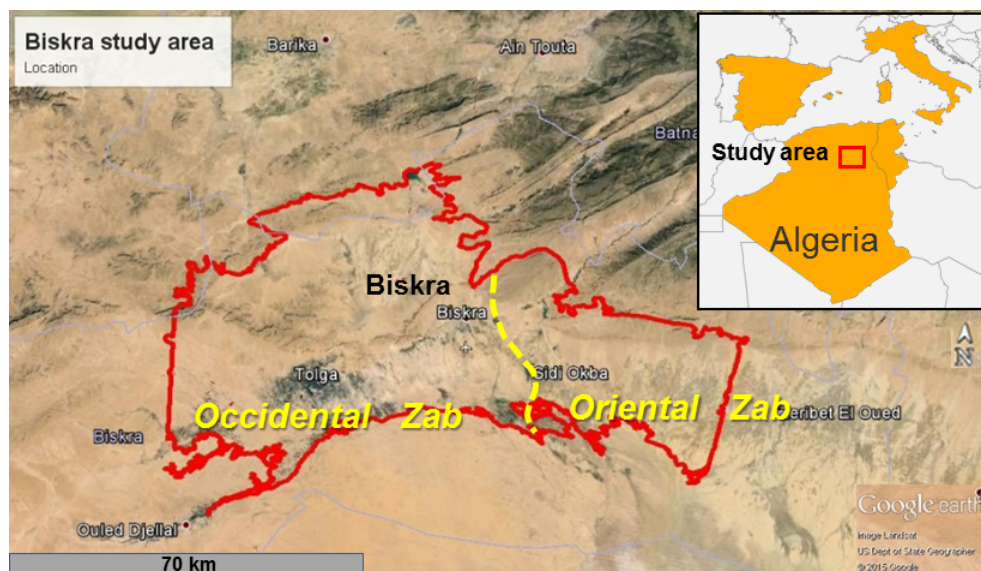 Biskra study area
Location
Barika
Ain Touta
Batna
Study area
Algeria
Biskra
Biskra
Tolga
Sidi Okba
Occidental Zab
Oriental Zab
Zeribet El Oued
Biskra
Ouled Djellal
N
70 km
Google earth
Image Landsat
US Dept of State Geographer
© 2015 Google